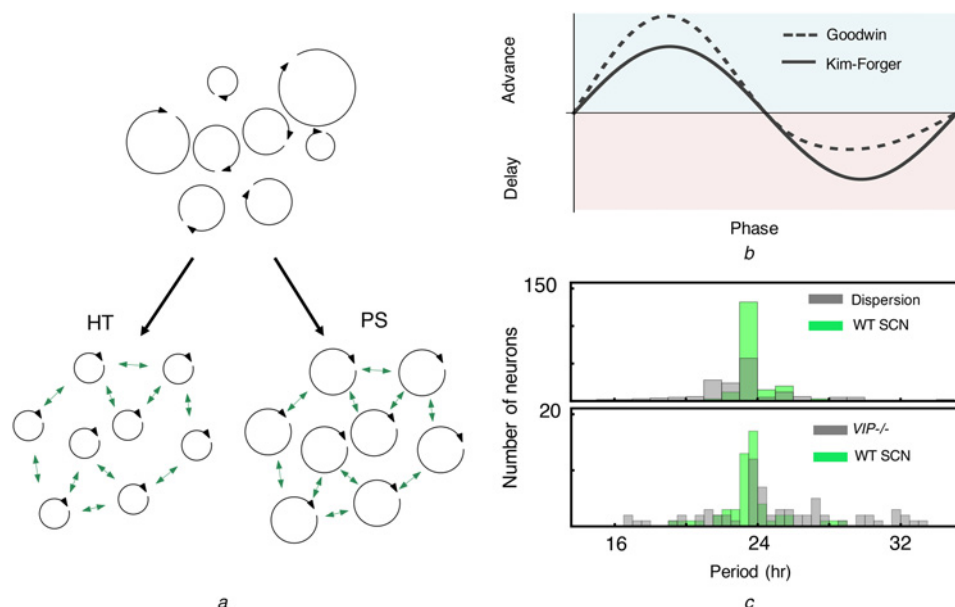 HT
PS
a
Advance
Delay
Goodwin
Kim-Forger
Phase
b
Number of neurons
150
Dispersion
WT SCN
20
VIP-/-
WT SCN
16 24 32
Period (hr)
c